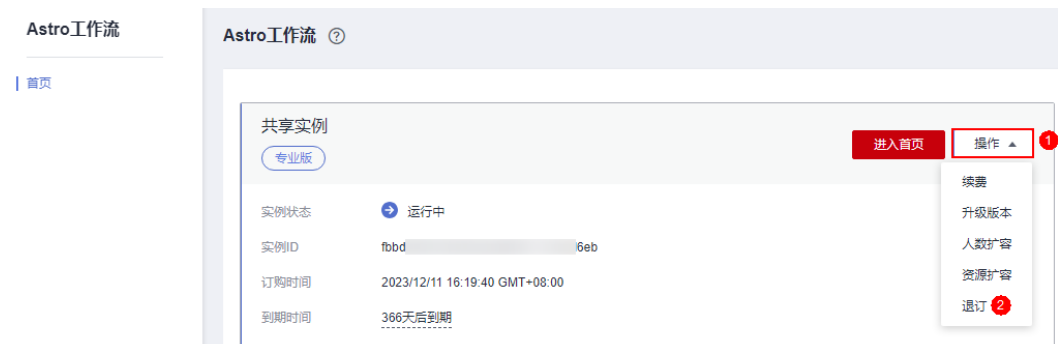 Astro工作流
Astro工作流 ?
首页
共享实例
专业版
进入首页
操作
1
续费
实例状态
运行中
升级版本
实例ID
fbbd
6eb
人数扩容
订购时间
2023/12/11 16:19:40 GMT+08:00
资源扩容
到期时间
366天后到期
退订
2